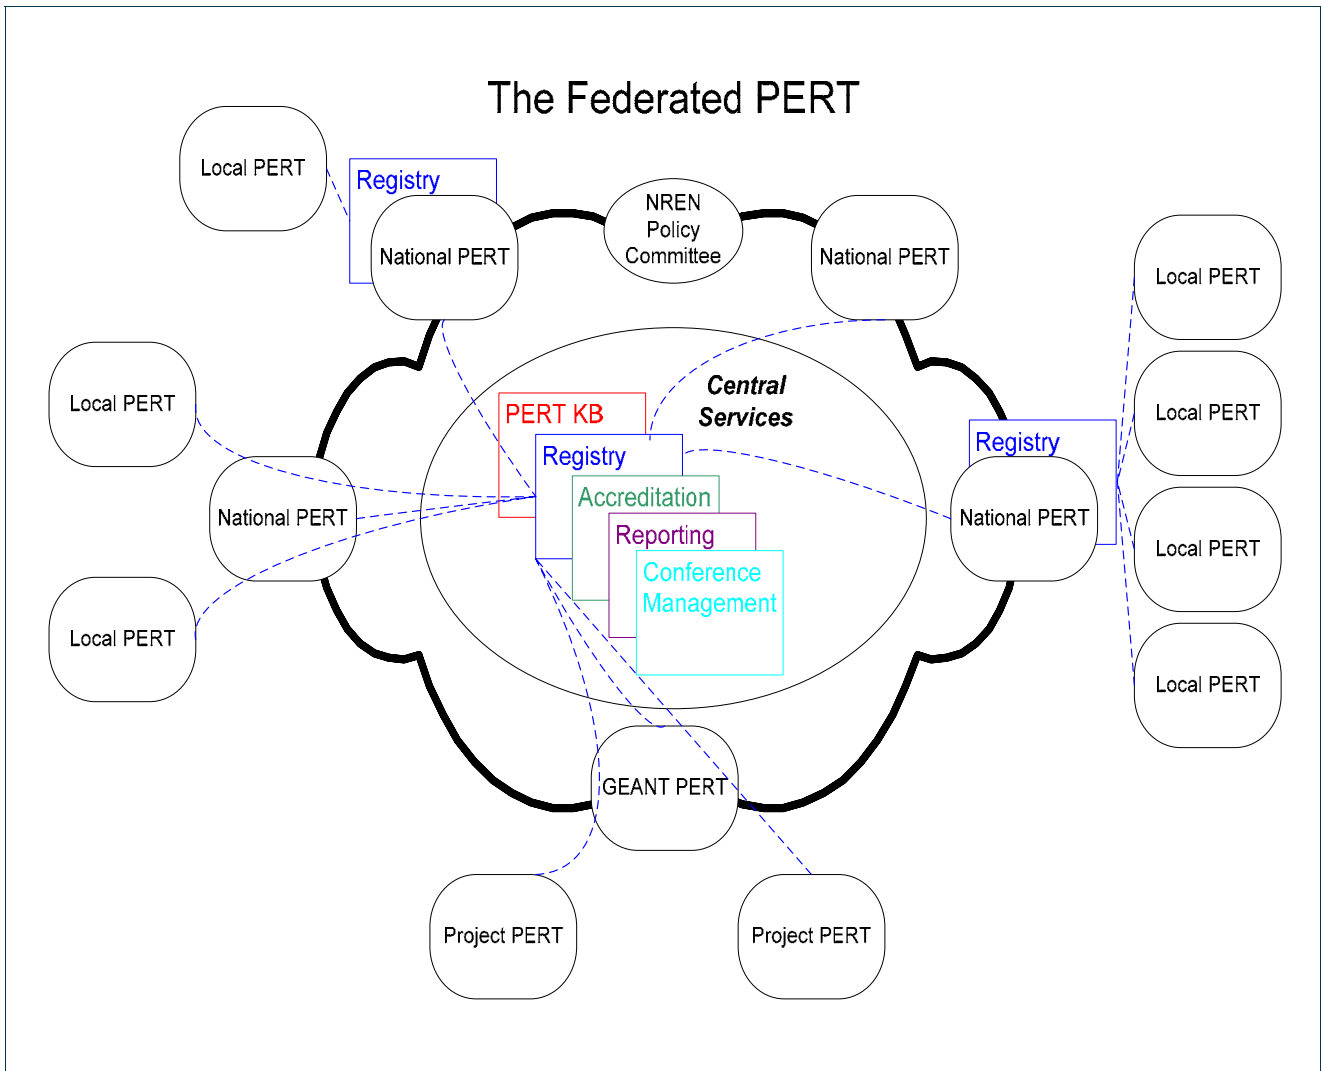 The Federated PERT
Local PERT
Registry
National PERT
NREN
Policy
Committee
National PERT
Local PERT
Local PERT
Local PERT
Local PERT
Local PERT
National PERT
Local PERT
Central
Services
PERT KB
Registry
Accreditation
Reporting
Conference
Management
Registry
National PERT
GEANT PERT
Project PERT
Project PERT